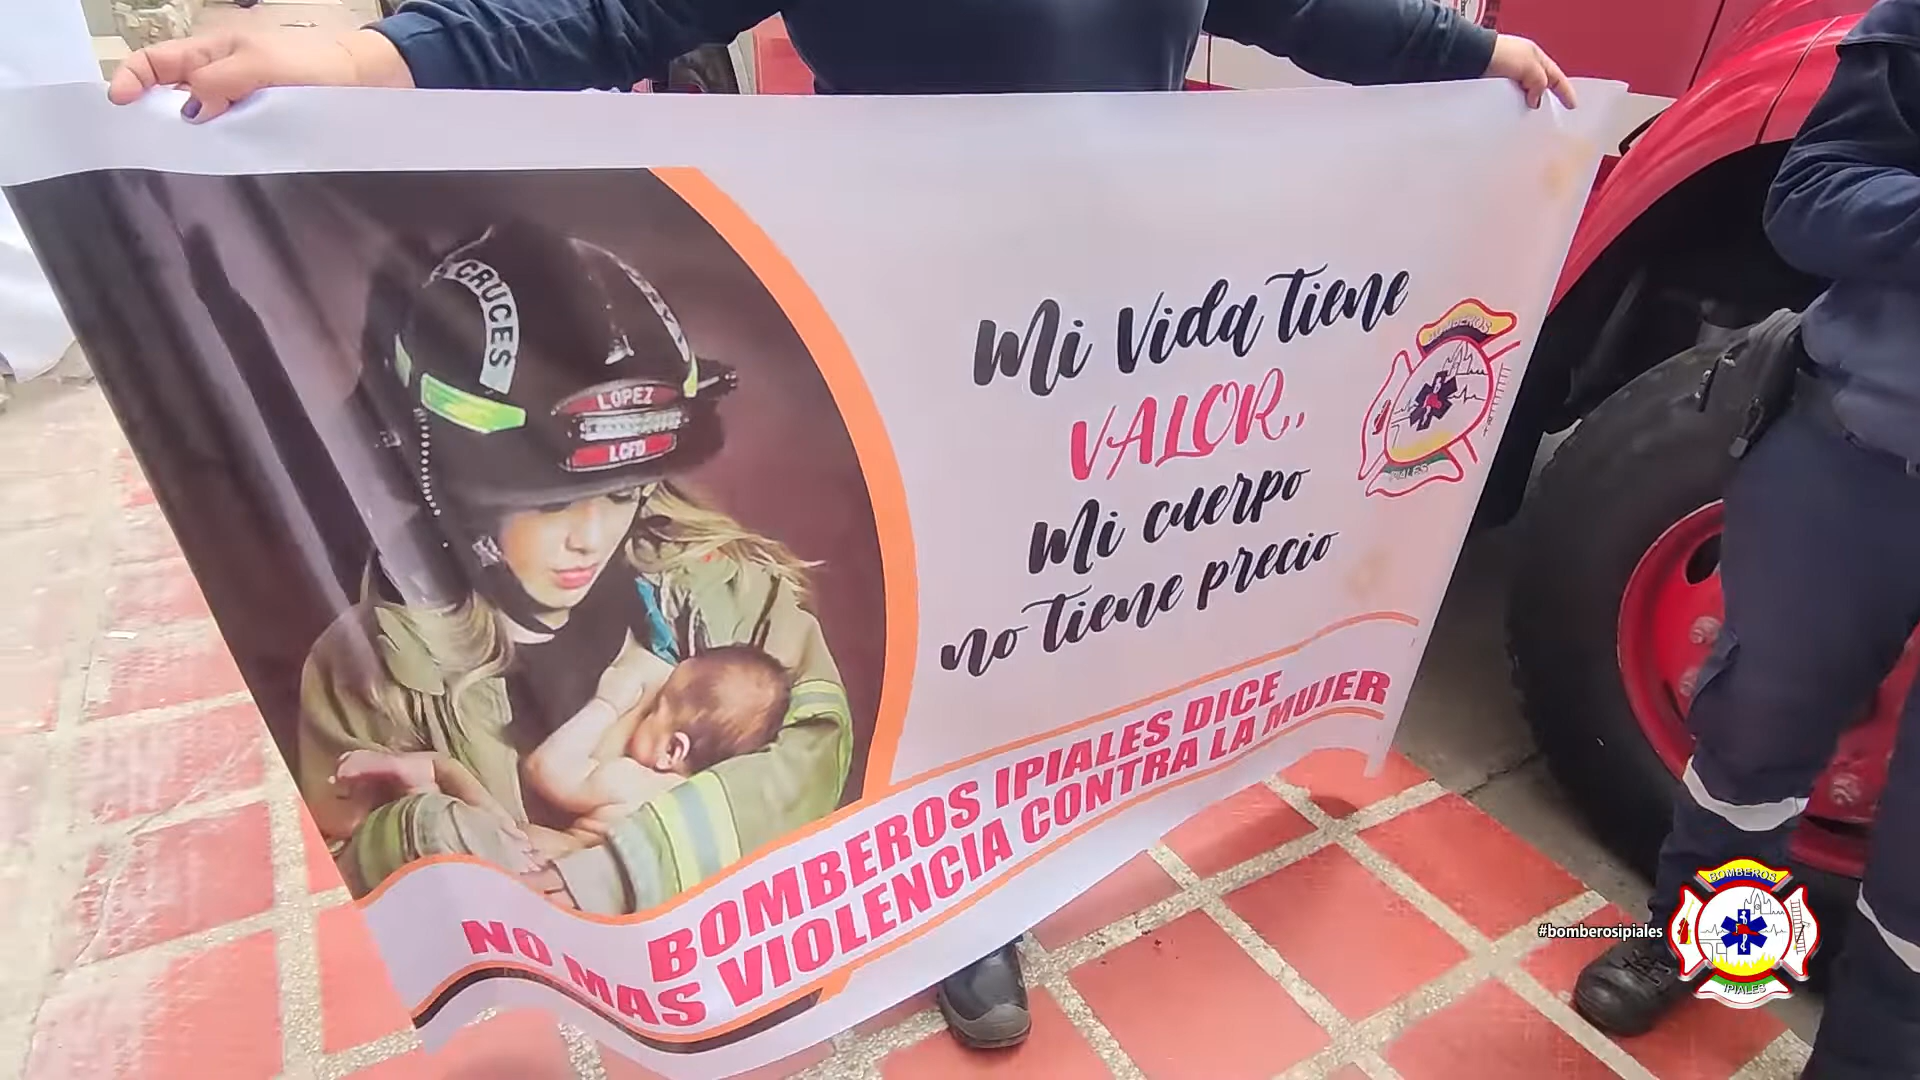 CRUCES
LOPEZ
LCFD
Mi Vida tiene
VALOR,,
Mi cuerpo
no tiene precio
BOMBEROS
IPIALES
BOMBEROS IPIALES DICE
NO MAS VIOLENCIA CONTRA LA MUJER
#bomberosipiales
BOMBEROS
IPIALES